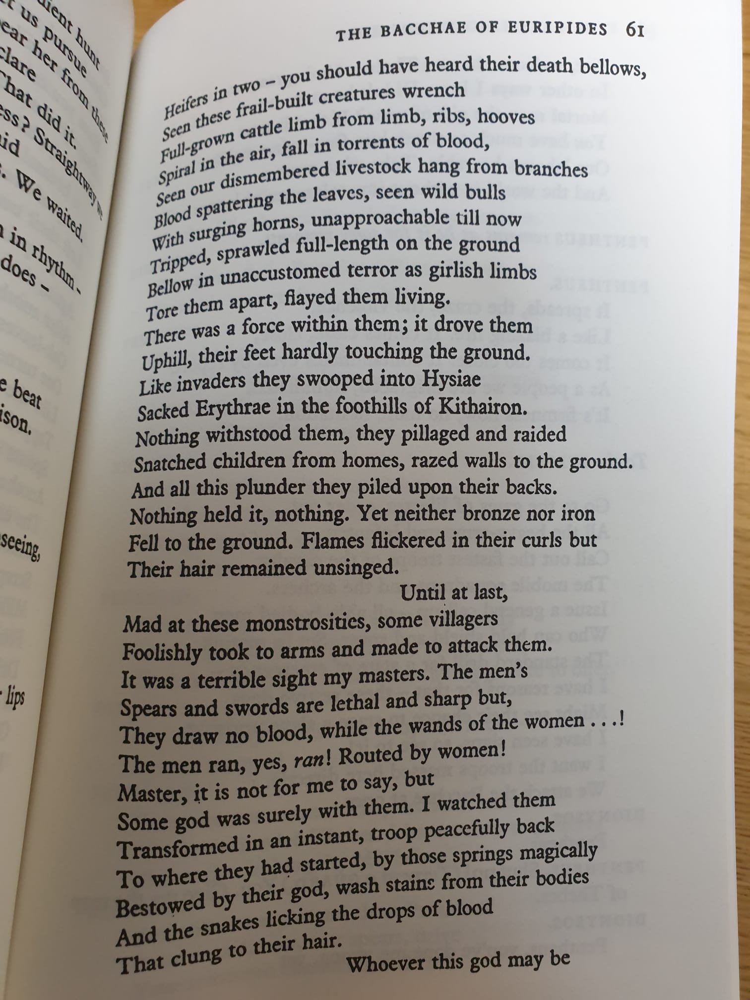 dient hunt
us pursue
ear her from these
clare
That did it.
ess? Straightway we
aid
We waited.
in rhythm -
does –
e beat
ison.
seeing,
lips
THE BACCHAE OF EURIPIDES 61
Heifers in two – you should have heard their death bellows,
Seen these frail-built creatures wrench
Full-grown cattle limb from limb, ribs, hooves
Spiral in the air, fall in torrents of blood,
Seen our dismembered livestock hang from branches
Blood spattering the leaves, seen wild bulls
With surging horns, unapproachable till now
Tripped, sprawled full-length on the ground
Bellow in unaccustomed terror as girlish limbs
Tore them apart, flayed them living.
There was a force within them; it drove them
Uphill, their feet hardly touching the ground.
Like invaders they swooped into Hysiae
Sacked Erythrae in the foothills of Kithairon.
Nothing withstood them, they pillaged and raided
Snatched children from homes, razed walls to the ground.
And all this plunder they piled upon their backs.
Nothing held it, nothing. Yet neither bronze nor iron
Fell to the ground. Flames flickered in their curls but
Their hair remained unsinged.
Until at last,
Mad at these monstrosities, some villagers
Foolishly took to arms and made to attack them.
It was a terrible sight my masters. The men's
Spears and swords are lethal and sharp but,
They draw no blood, while the wands of the women . . .!
The men ran, yes, ran! Routed by women!
Master, it is not for me to say, but
Some god was surely with them. I watched them
Transformed in an instant, troop peacefully back
To where they had started, by those springs magically
Bestowed by their god, wash stains from their bodies
And the snakes licking the drops of blood
That clung to their hair.
Whoever this god may be